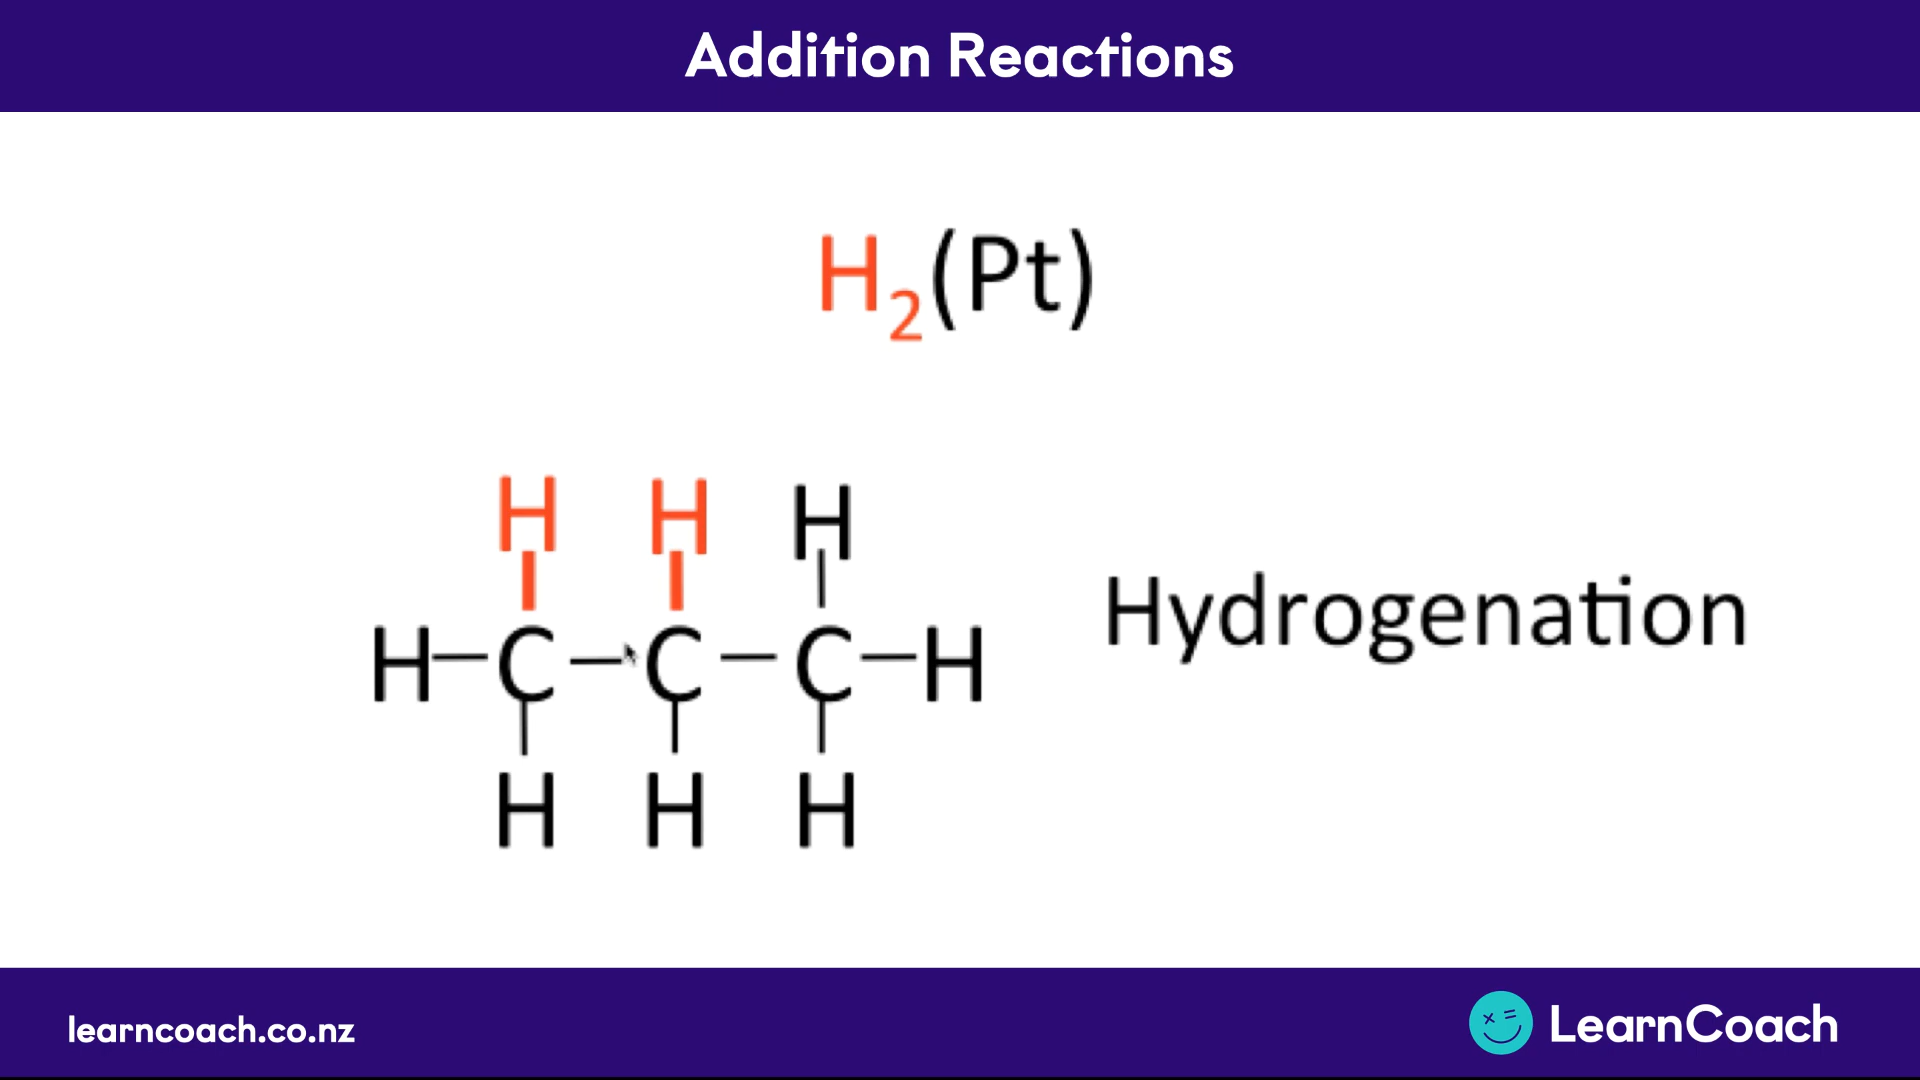 Addition Reactions
H₂(Pt)
H H H
H–C–C–C–H
H H H
Hydrogenation
learncoach.co.nz
LearnCoach